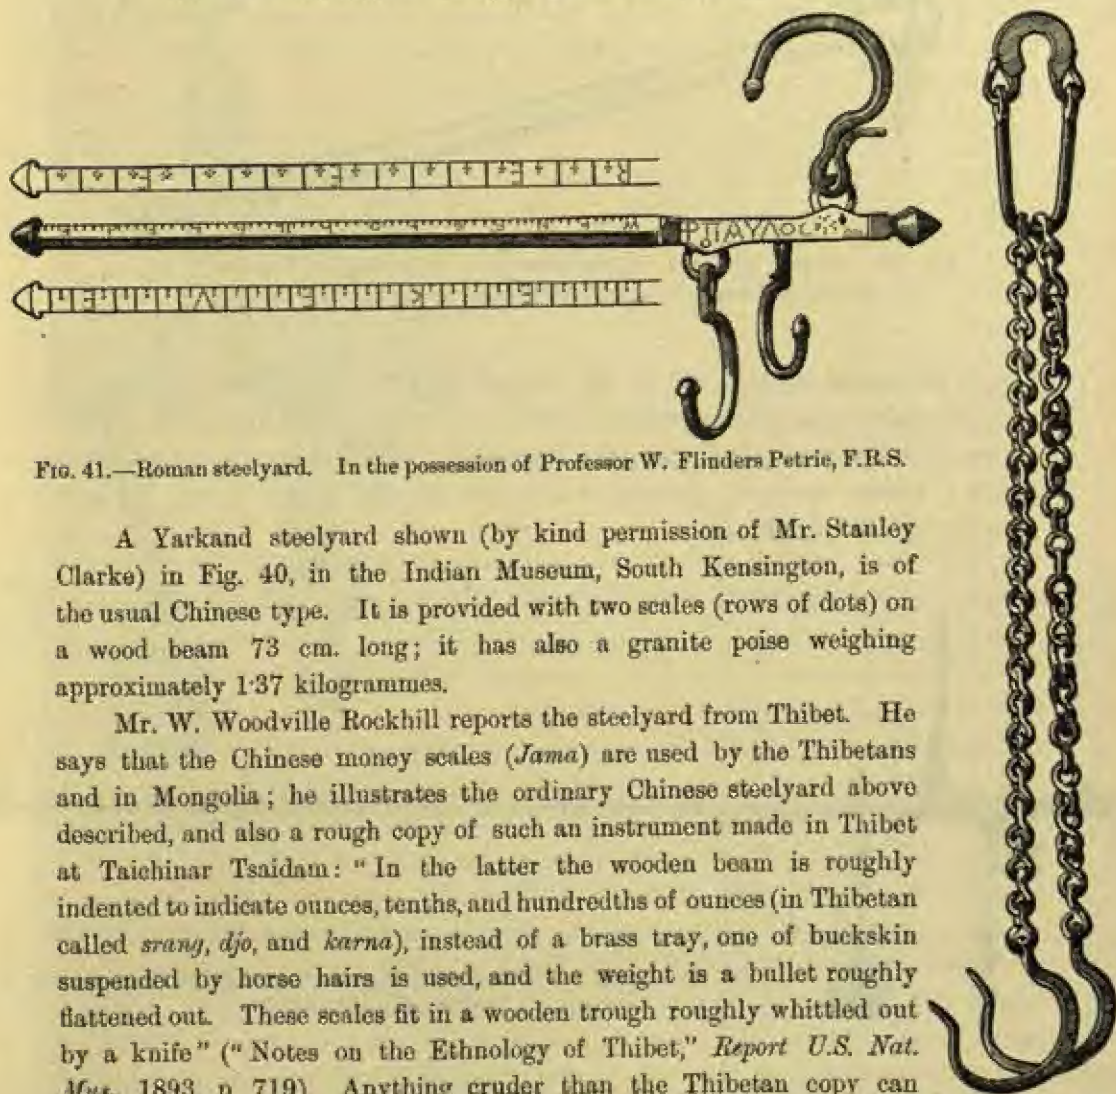 ΠΑΥΛΟC
FIG. 41.—Roman steelyard. In the possession of Professor W. Flinders Petrie, F.R.S.
A Yarkand steelyard shown (by kind permission of Mr. Stanley
Clarke) in Fig. 40, in the Indian Museum, South Kensington, is of
the usual Chinese type. It is provided with two scales (rows of dots) on
a wood beam 73 cm. long; it has also a granite poise weighing
approximately 1·37 kilogrammes.
Mr. W. Woodville Rockhill reports the steelyard from Thibet. He
says that the Chinese money scales (Jama) are used by the Thibetans
and in Mongolia; he illustrates the ordinary Chinese steelyard above
described, and also a rough copy of such an instrument made in Thibet
at Taichinar Tsaidam: "In the latter the wooden beam is roughly
indented to indicate ounces, tenths, and hundredths of ounces (in Thibetan
called srang, djo, and karna), instead of a brass tray, one of buckskin
suspended by horse hairs is used, and the weight is a bullet roughly
flattened out. These scales fit in a wooden trough roughly whittled out
by a knife" ("Notes on the Ethnology of Thibet," Report U.S. Nat.
Mus., 1893, p. 719). Anything cruder than the Thibetan copy can